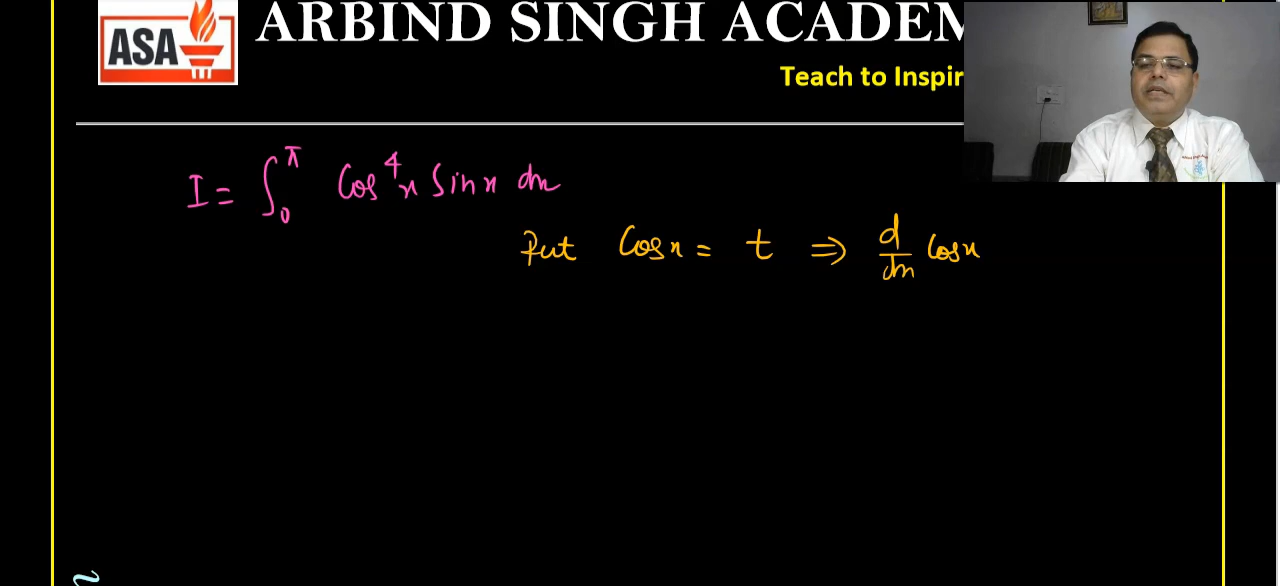 ASA
ARBIND SINGH ACADEM
Teach to Inspir
I = ∫₀^π Cos⁴x Sinx dx
Put Cosx = t ⇒ d/dx Cosx